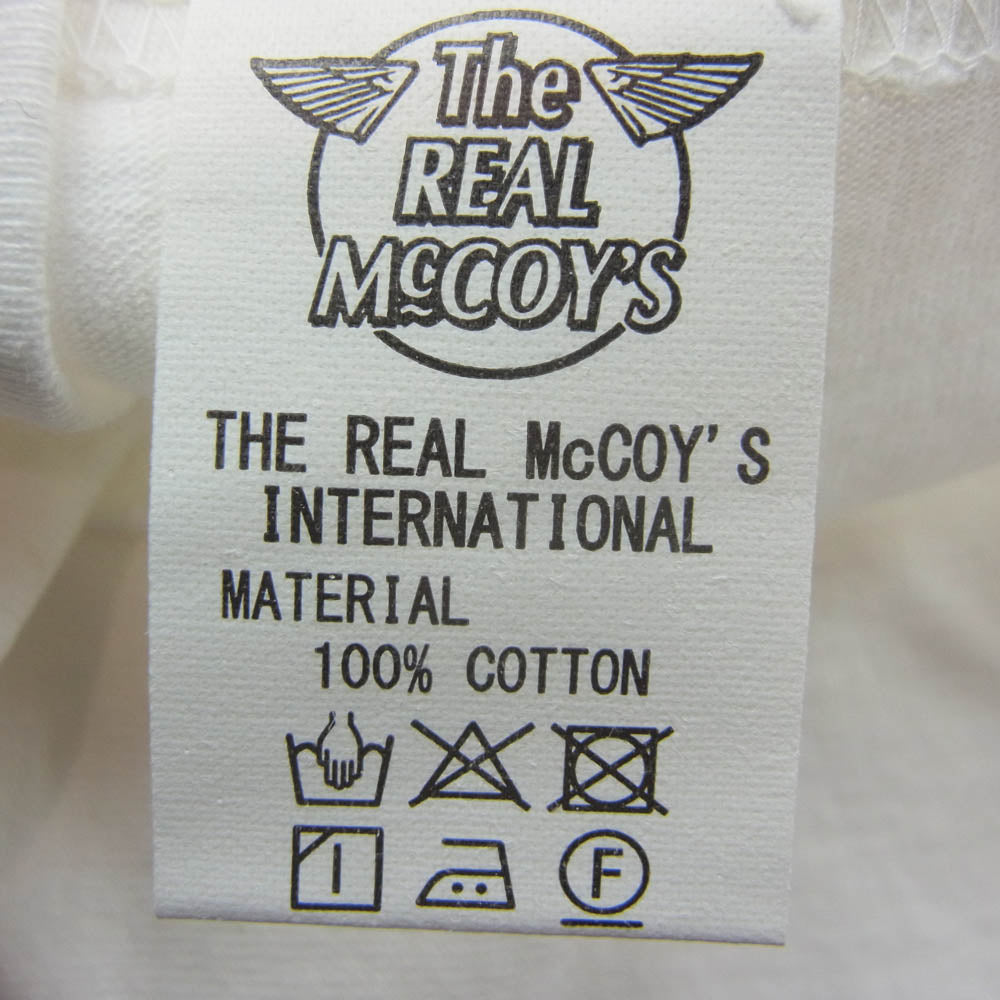 The
REAL
McCOY'S
THE REAL McCOY'S
INTERNATIONAL
MATERIAL
100% COTTON
F